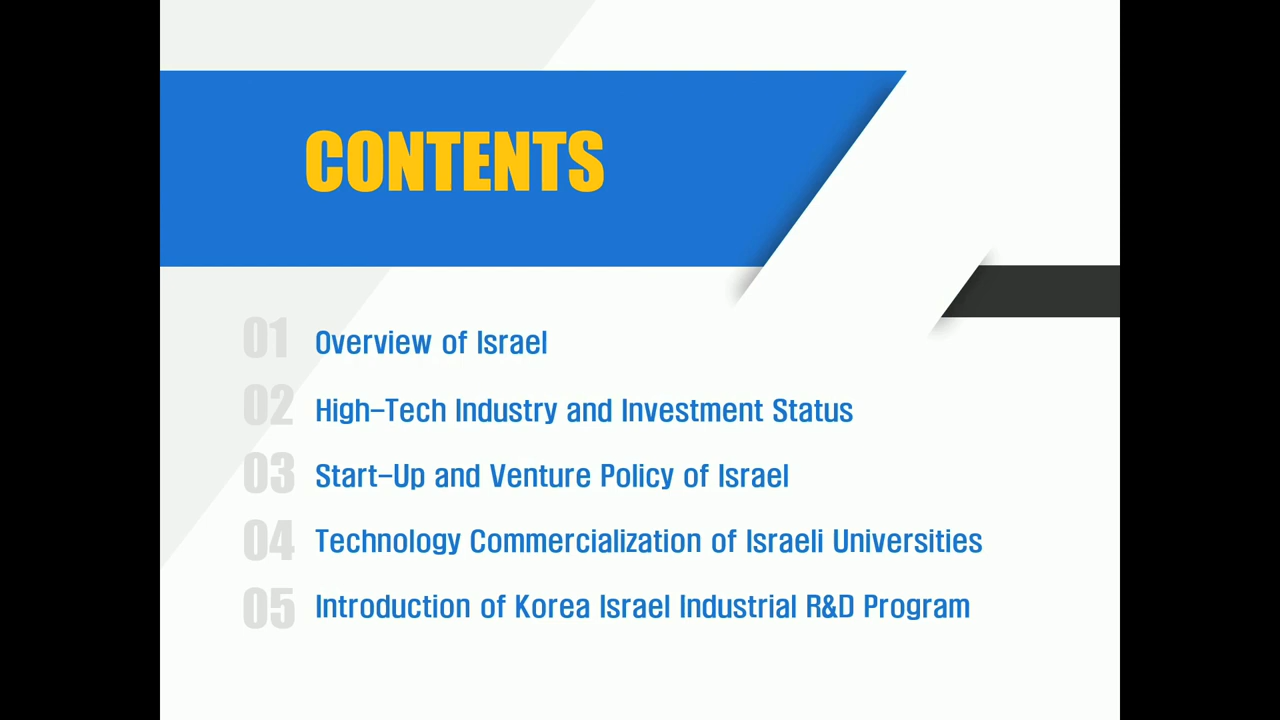 CONTENTS
01 Overview of Israel
02 High-Tech Industry and Investment Status
03 Start-Up and Venture Policy of Israel
04 Technology Commercialization of Israeli Universities
05 Introduction of Korea Israel Industrial R&D Program